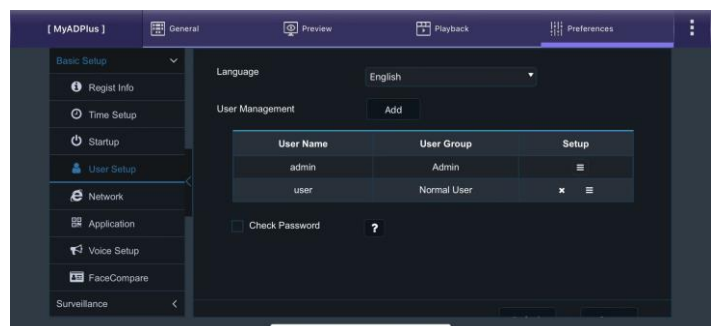 [ MyADPlus ] General Preview Playback Preferences
Basic Setup
Regist Info
Time Setup
Startup
User Setup
Network
Application
Voice Setup
FaceCompare
Surveillance
Language English
User Management Add
User Name User Group Setup
admin Admin
user Normal User
Check Password ?